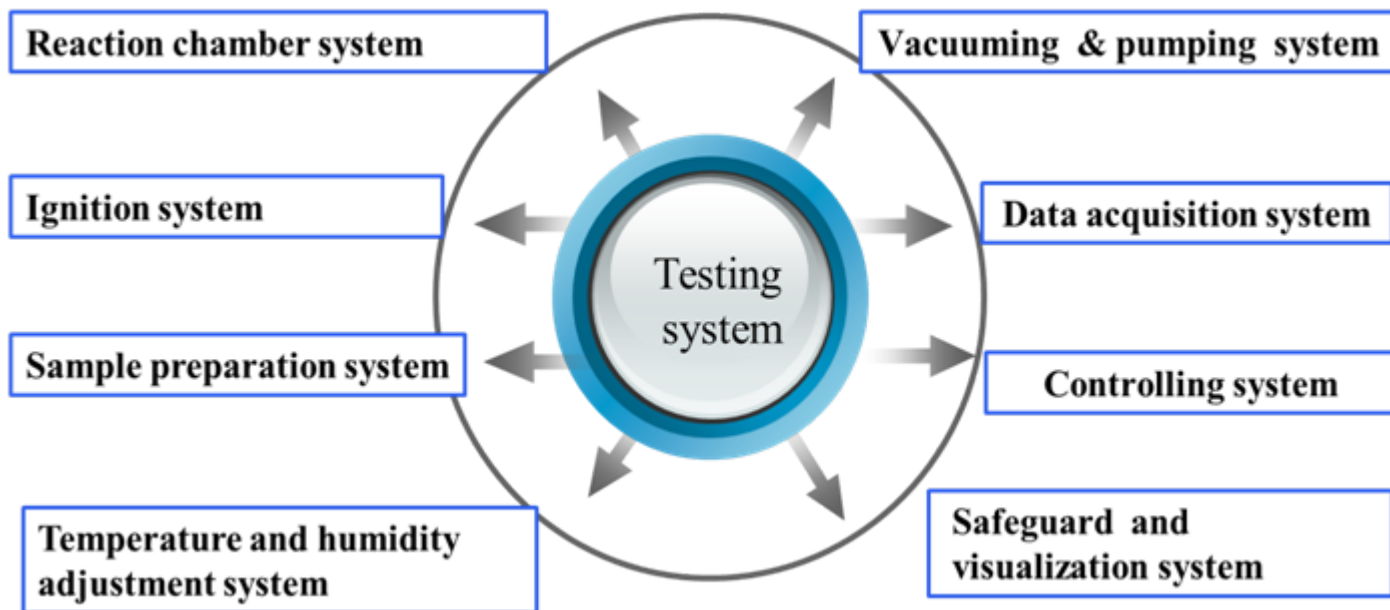 Reaction chamber system
Vacuuming & pumping system
Ignition system
Data acquisition system
Testing
system
Sample preparation system
Controlling system
Temperature and humidity
adjustment system
Safeguard and
visualization system